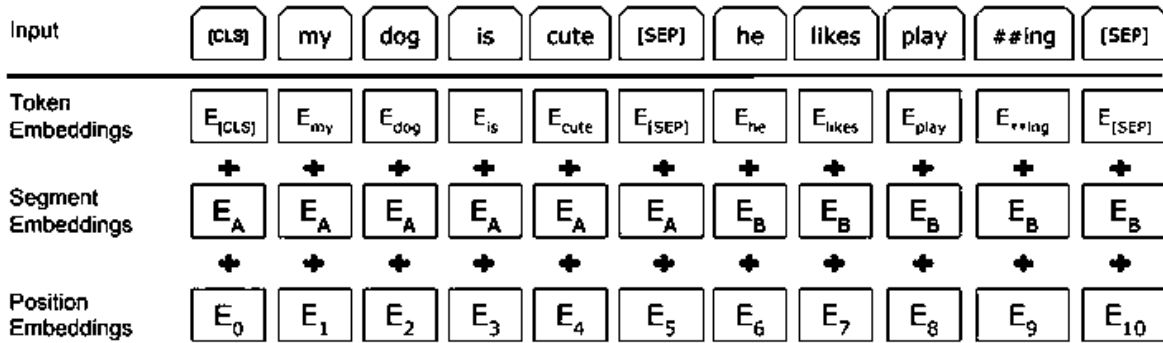 Input [CLS] my dog is cute [SEP] he likes play ##ing [SEP]
Token Embeddings E[CLS] Emy Edog Eis Ecute E[SEP] Ehe Elikes Eplay E##ing E[SEP]
+ + + + + + + + + + +
Segment Embeddings EA EA EA EA EA EA EB EB EB EB EB
+ + + + + + + + + + +
Position Embeddings E0 E1 E2 E3 E4 E5 E6 E7 E8 E9 E10